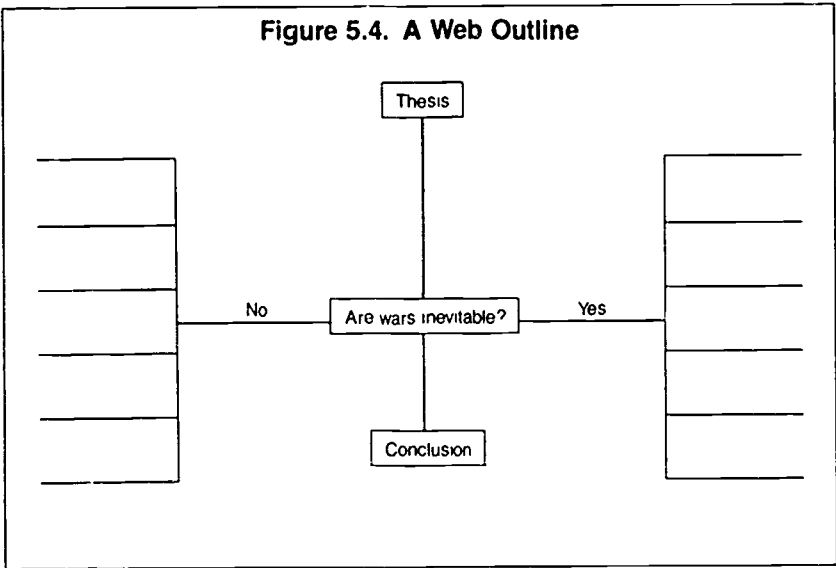 Figure 5.4. A Web Outline
Thesis
No
Are wars inevitable?
Yes
Conclusion